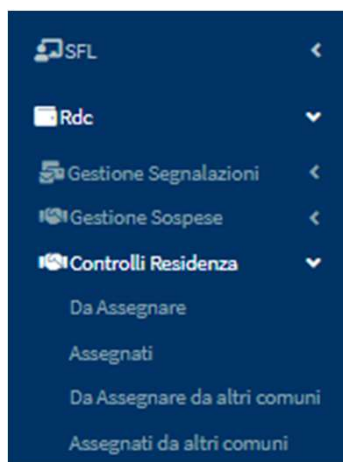 SFL
Rdc
Gestione Segnalazioni
Gestione Sospese
Controlli Residenza
Da Assegnare
Assegnati
Da Assegnare da altri comuni
Assegnati da altri comuni